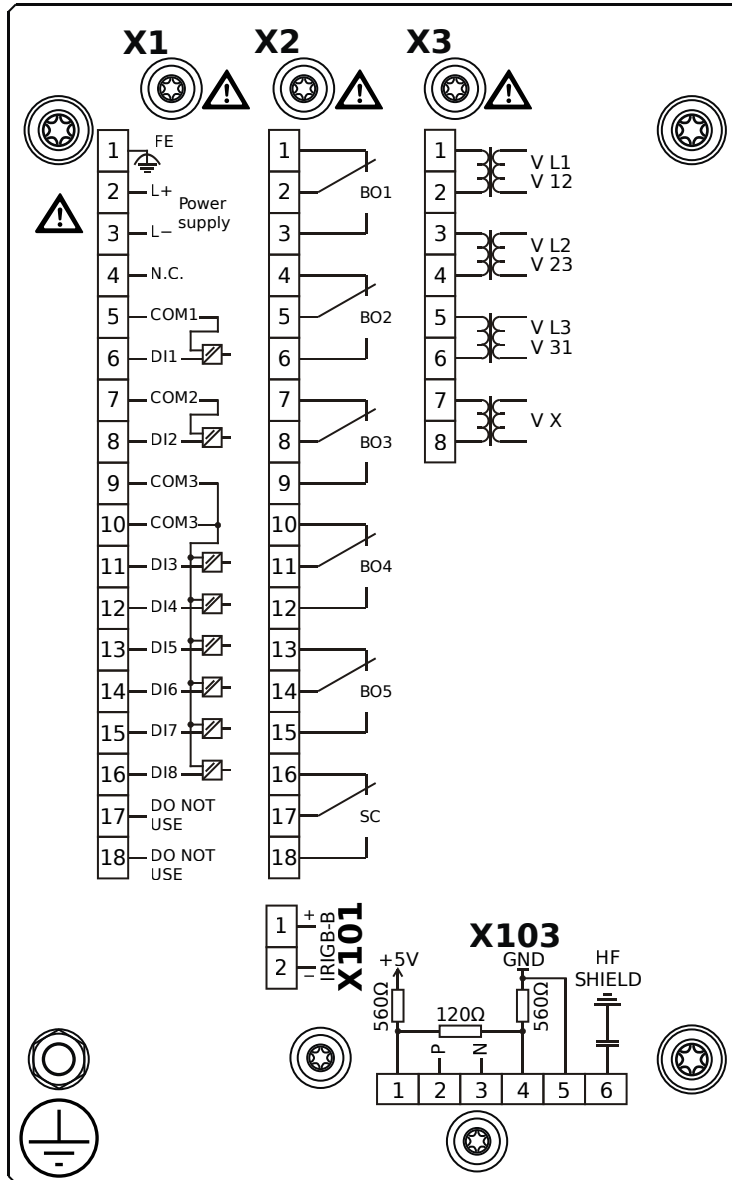 X1
X2
X3
1 FE
2 L+
Power supply
3 L−
4 N.C.
5 COM1
6 DI1
7 COM2
8 DI2
9 COM3
10 COM3
11 DI3
12 DI4
13 DI5
14 DI6
15 DI7
16 DI8
17 DO NOT USE
18 DO NOT USE
1
2 BO1
3
4
5 BO2
6
7
8 BO3
9
10
11 BO4
12
13
14 BO5
15
16
17 SC
18
1
V L1
2
V 12
3
V L2
4
V 23
5
V L3
6
V 31
7
V X
8
1 +
2 −
IRIGB-B
X101
X103
+5V
GND
HF
SHIELD
560Ω
120Ω
560Ω
P
N
1 2 3 4 5 6